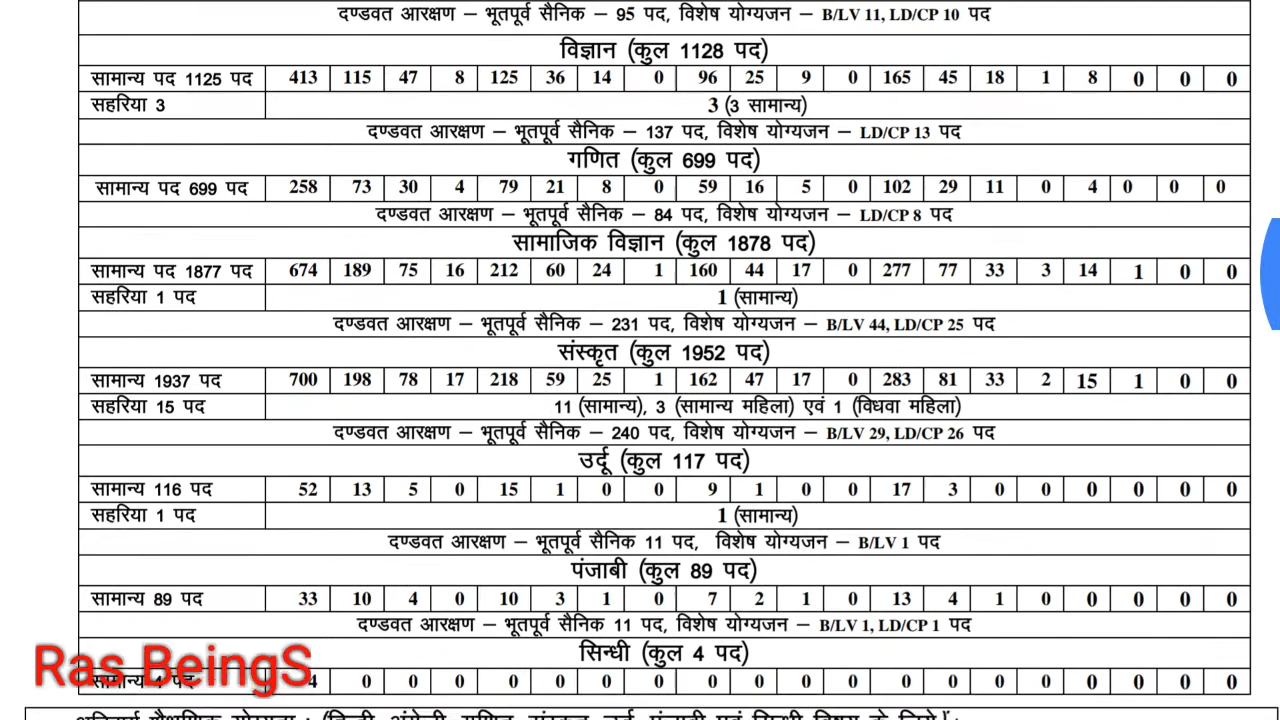 दण्डवत आरक्षण – भूतपूर्व सैनिक – 95 पद, विशेष योग्यजन – B/LV 11, LD/CP 10 पद
विज्ञान (कुल 1128 पद)
सामान्य पद 1125 पद 413 115 47 8 125 36 14 0 96 25 9 0 165 45 18 1 8 0 0 0
सहरिया 3 3 (3 सामान्य)
दण्डवत आरक्षण – भूतपूर्व सैनिक – 137 पद, विशेष योग्यजन – LD/CP 13 पद
गणित (कुल 699 पद)
सामान्य पद 699 पद 258 73 30 4 79 21 8 0 59 16 5 0 102 29 11 0 4 0 0 0
दण्डवत आरक्षण – भूतपूर्व सैनिक – 84 पद, विशेष योग्यजन – LD/CP 8 पद
सामाजिक विज्ञान (कुल 1878 पद)
सामान्य पद 1877 पद 674 189 75 16 212 60 24 1 160 44 17 0 277 77 33 3 14 1 0 0
सहरिया 1 पद 1 (सामान्य)
दण्डवत आरक्षण – भूतपूर्व सैनिक – 231 पद, विशेष योग्यजन – B/LV 44, LD/CP 25 पद
संस्कृत (कुल 1952 पद)
सामान्य 1937 पद 700 198 78 17 218 59 25 1 162 47 17 0 283 81 33 2 15 1 0 0
सहरिया 15 पद 11 (सामान्य), 3 (सामान्य महिला) एवं 1 (विधवा महिला)
दण्डवत आरक्षण – भूतपूर्व सैनिक – 240 पद, विशेष योग्यजन – B/LV 29, LD/CP 26 पद
उर्दू (कुल 117 पद)
सामान्य 116 पद 52 13 5 0 15 1 0 0 9 1 0 0 17 3 0 0 0 0 0 0
सहरिया 1 पद 1 (सामान्य)
दण्डवत आरक्षण – भूतपूर्व सैनिक 11 पद, विशेष योग्यजन – B/LV 1 पद
पंजाबी (कुल 89 पद)
सामान्य 89 पद 33 10 4 0 10 3 1 0 7 2 1 0 13 4 1 0 0 0 0 0
दण्डवत आरक्षण – भूतपूर्व सैनिक 11 पद, विशेष योग्यजन – B/LV 1, LD/CP 1 पद
सिन्धी (कुल 4 पद)
सामान्य 4 पद 4 0 0 0 0 0 0 0 0 0 0 0 0 0 0 0 0 0 0 0
Ras BeingS